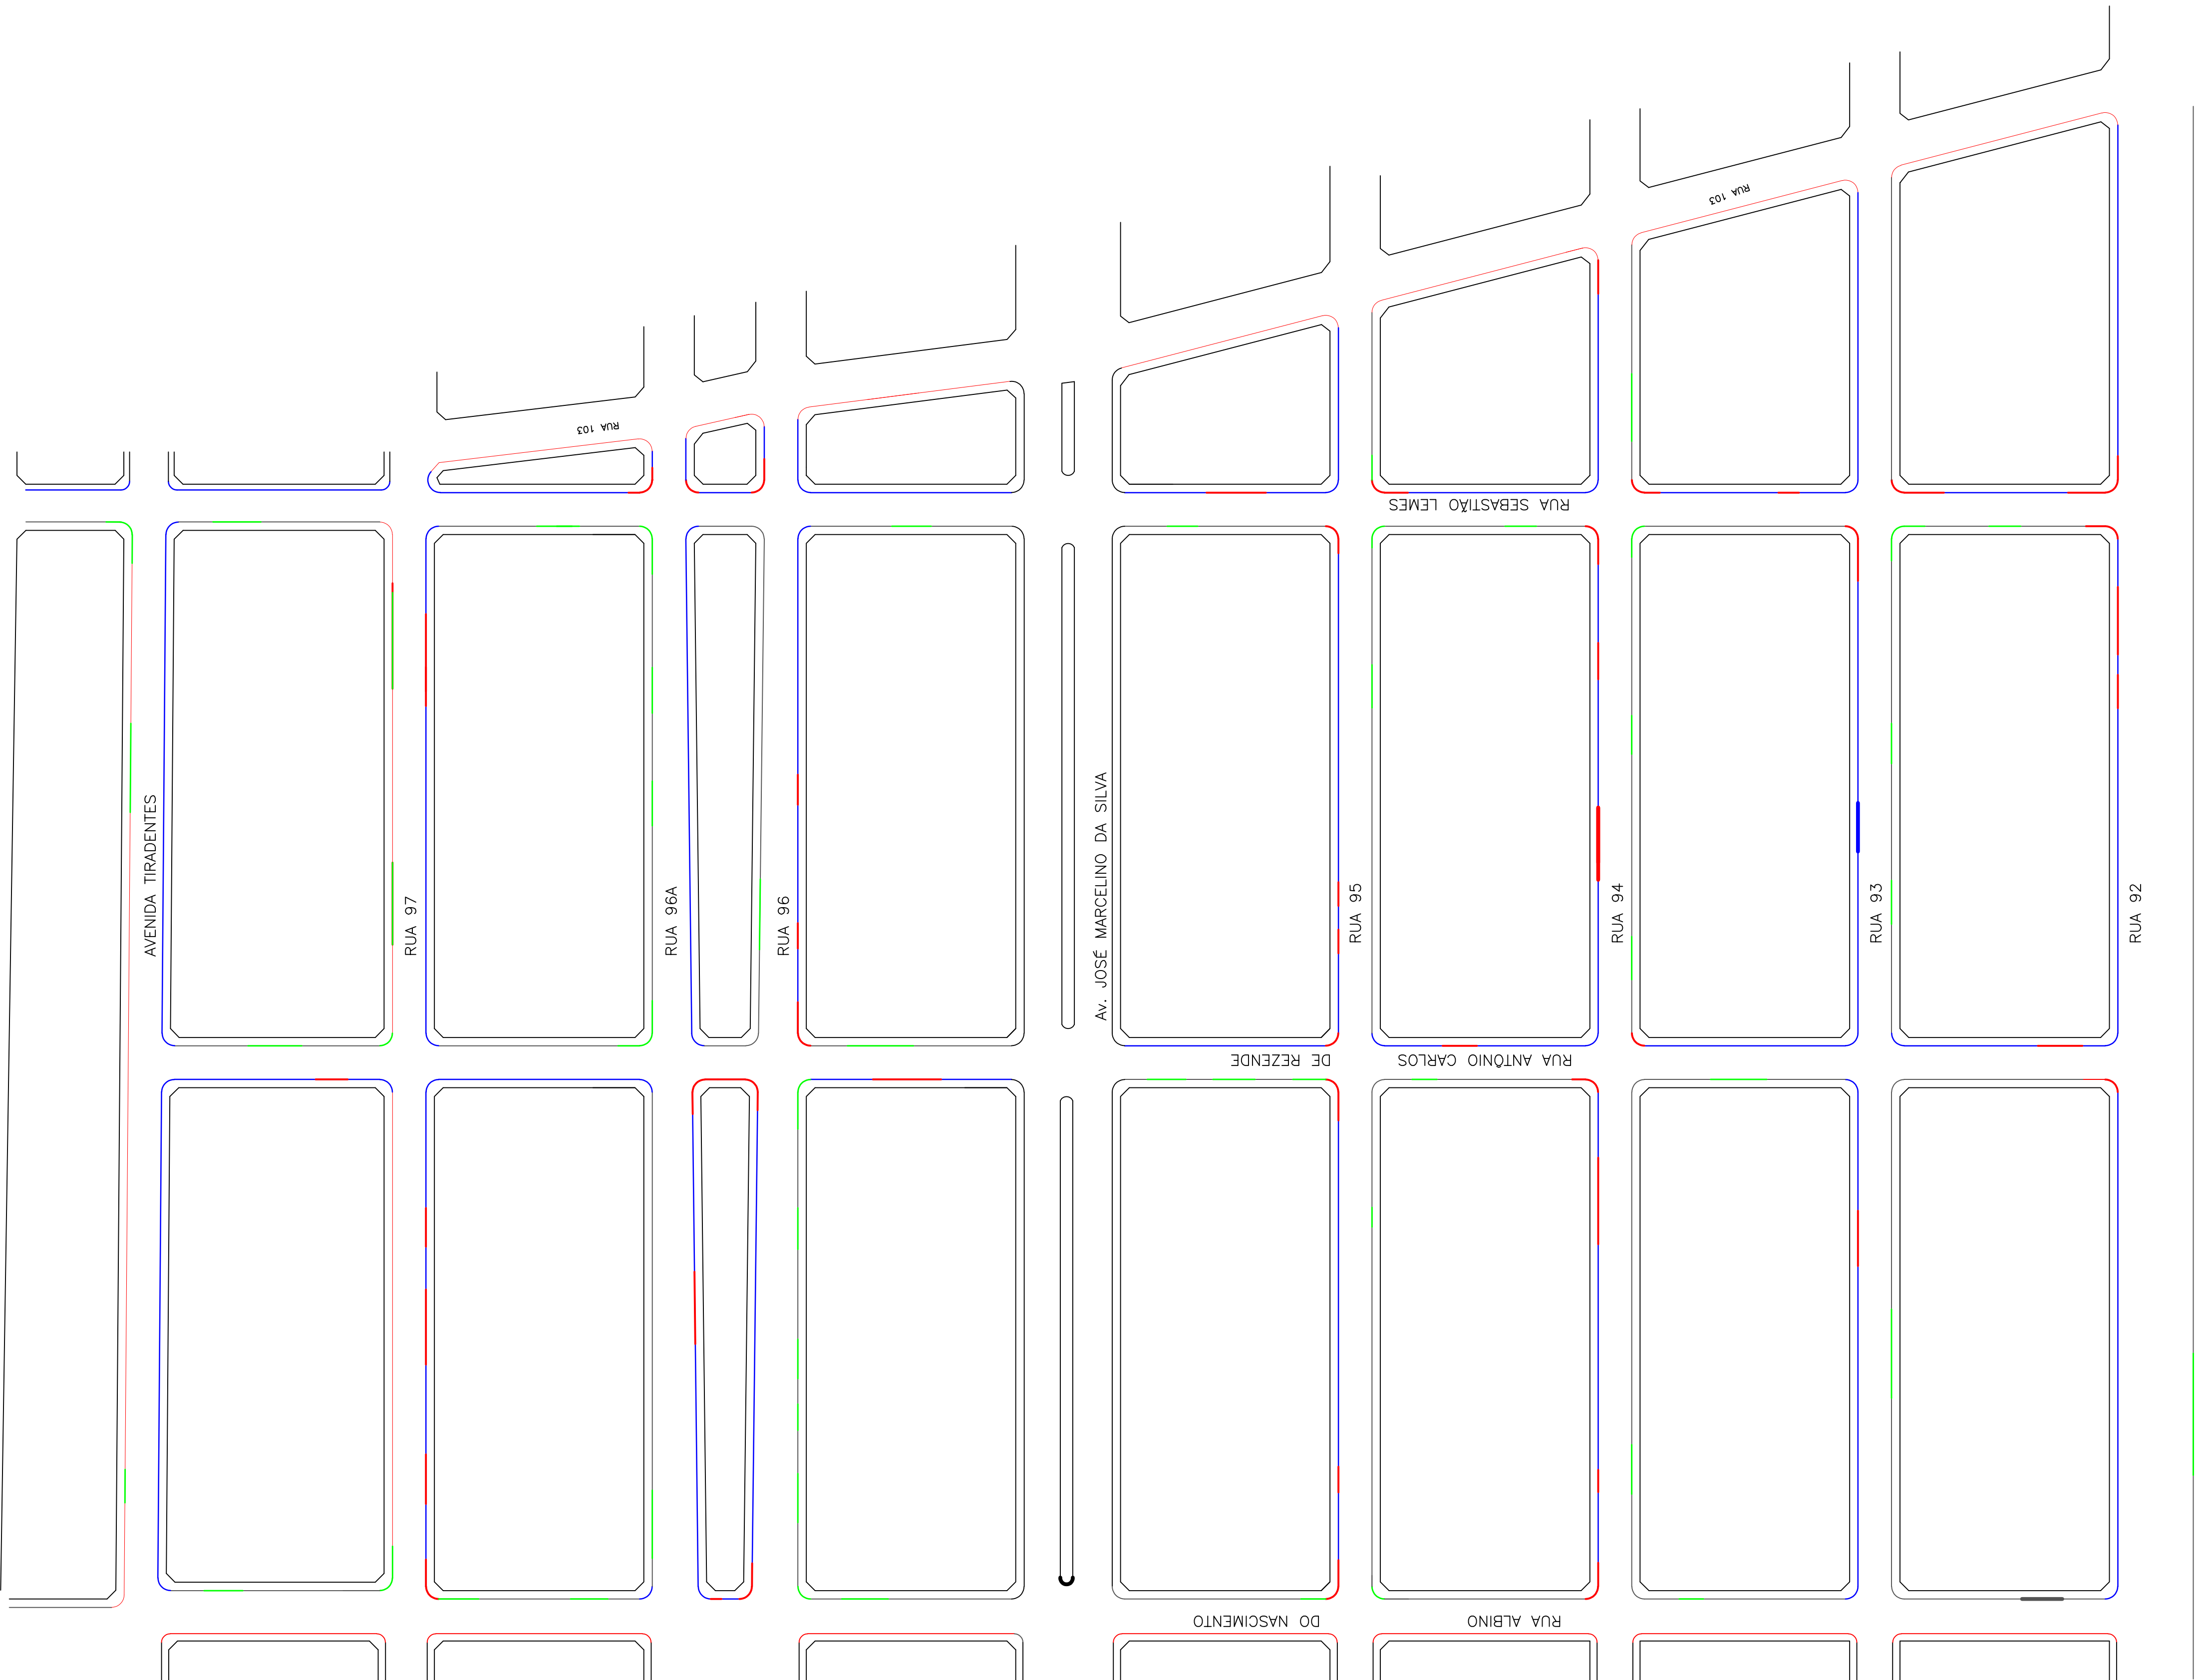 RUA 103
RUA 103
RUA SEBASTIÃO LEMES
AVENIDA TIRADENTES
RUA 97
RUA 96A
RUA 96
Av. JOSÉ MARCELINO DA SILVA
RUA 95
RUA 94
RUA 93
RUA 92
RUA ANTÔNIO CARLOS
DE REZENDE
RUA ALBINO
DO NASCIMENTO